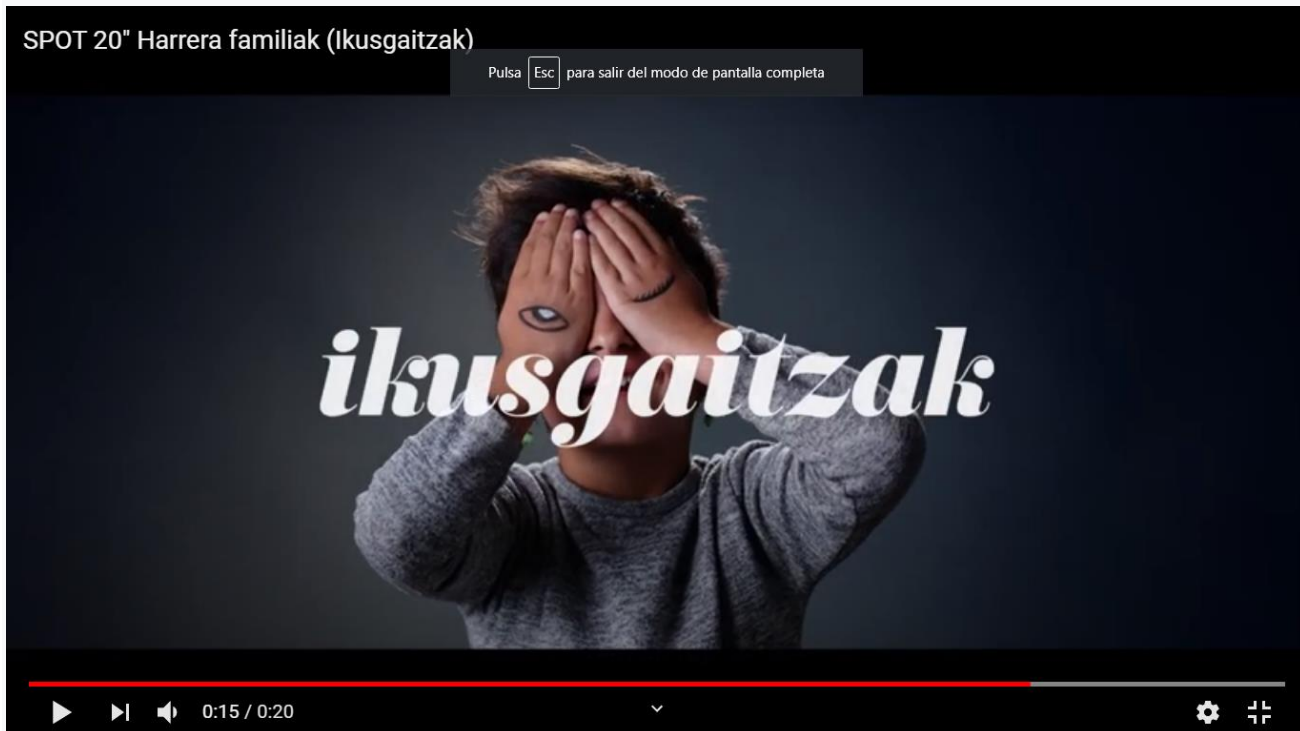 SPOT 20" Harrera familiak (Ikusgaitzak)
Pulsa Esc para salir del modo de pantalla completa
ikusgaitzak
0:15 / 0:20